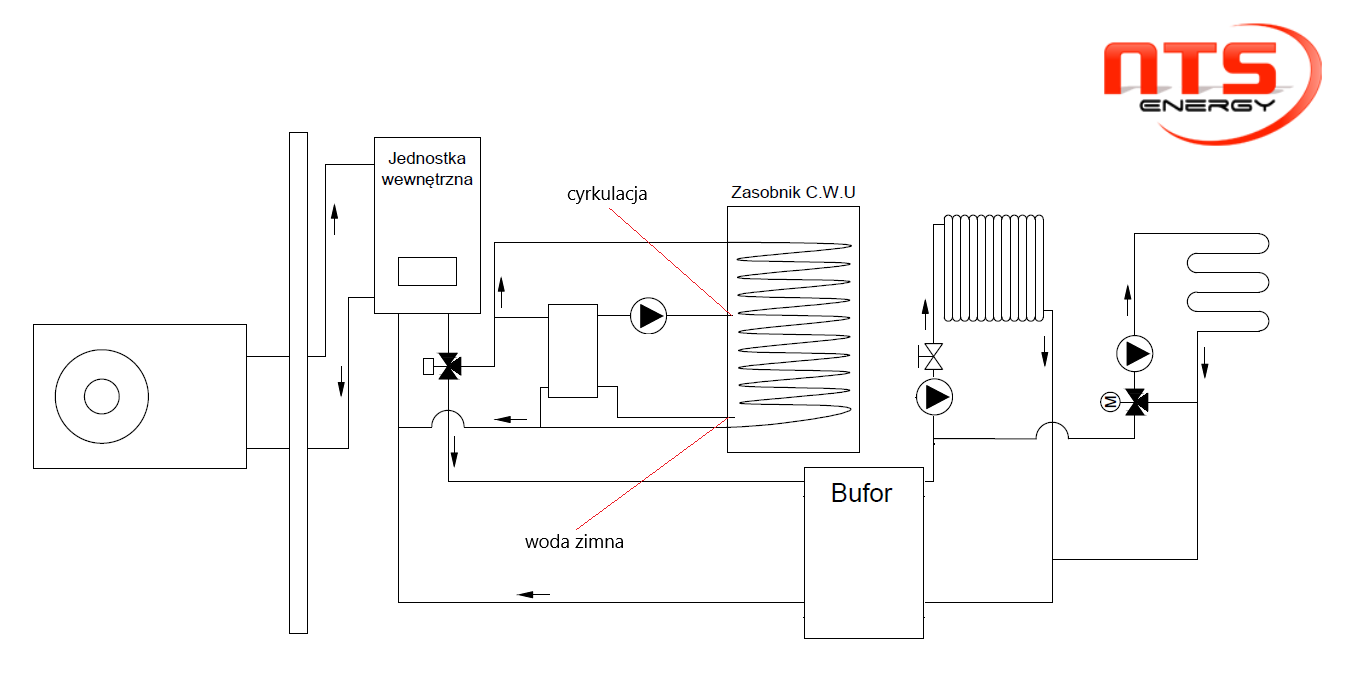 NTS
ENERGY
Jednostka
wewnętrzna
cyrkulacja
Zasobnik C.W.U
M
Bufor
woda zimna